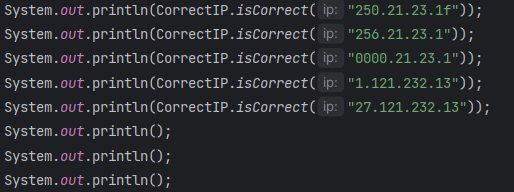 System.out.println(CorrectIP.isCorrect( ip: "250.21.23.1f"));
System.out.println(CorrectIP.isCorrect( ip: "256.21.23.1"));
System.out.println(CorrectIP.isCorrect( ip: "0000.21.23.1"));
System.out.println(CorrectIP.isCorrect( ip: "1.121.232.13"));
System.out.println(CorrectIP.isCorrect( ip: "27.121.232.13"));
System.out.println();
System.out.println();
System.out.println();